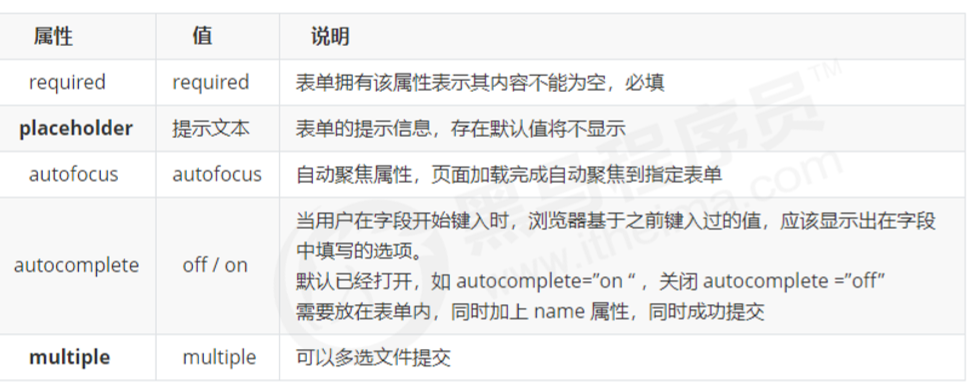 属性 值 说明
required required 表单拥有该属性表示其内容不能为空，必填
placeholder 提示文本 表单的提示信息，存在默认值将不显示
autofocus autofocus 自动聚焦属性，页面加载完成自动聚焦到指定表单
autocomplete off / on 当用户在字段开始键入时，浏览器基于之前键入过的值，应该显示出在字段
中填写的选项。
默认已经打开，如 autocomplete=”on “ ，关闭 autocomplete =”off”
需要放在表单内，同时加上 name 属性，同时成功提交
multiple multiple 可以多选文件提交
黑马程序员™
www.itheima.com